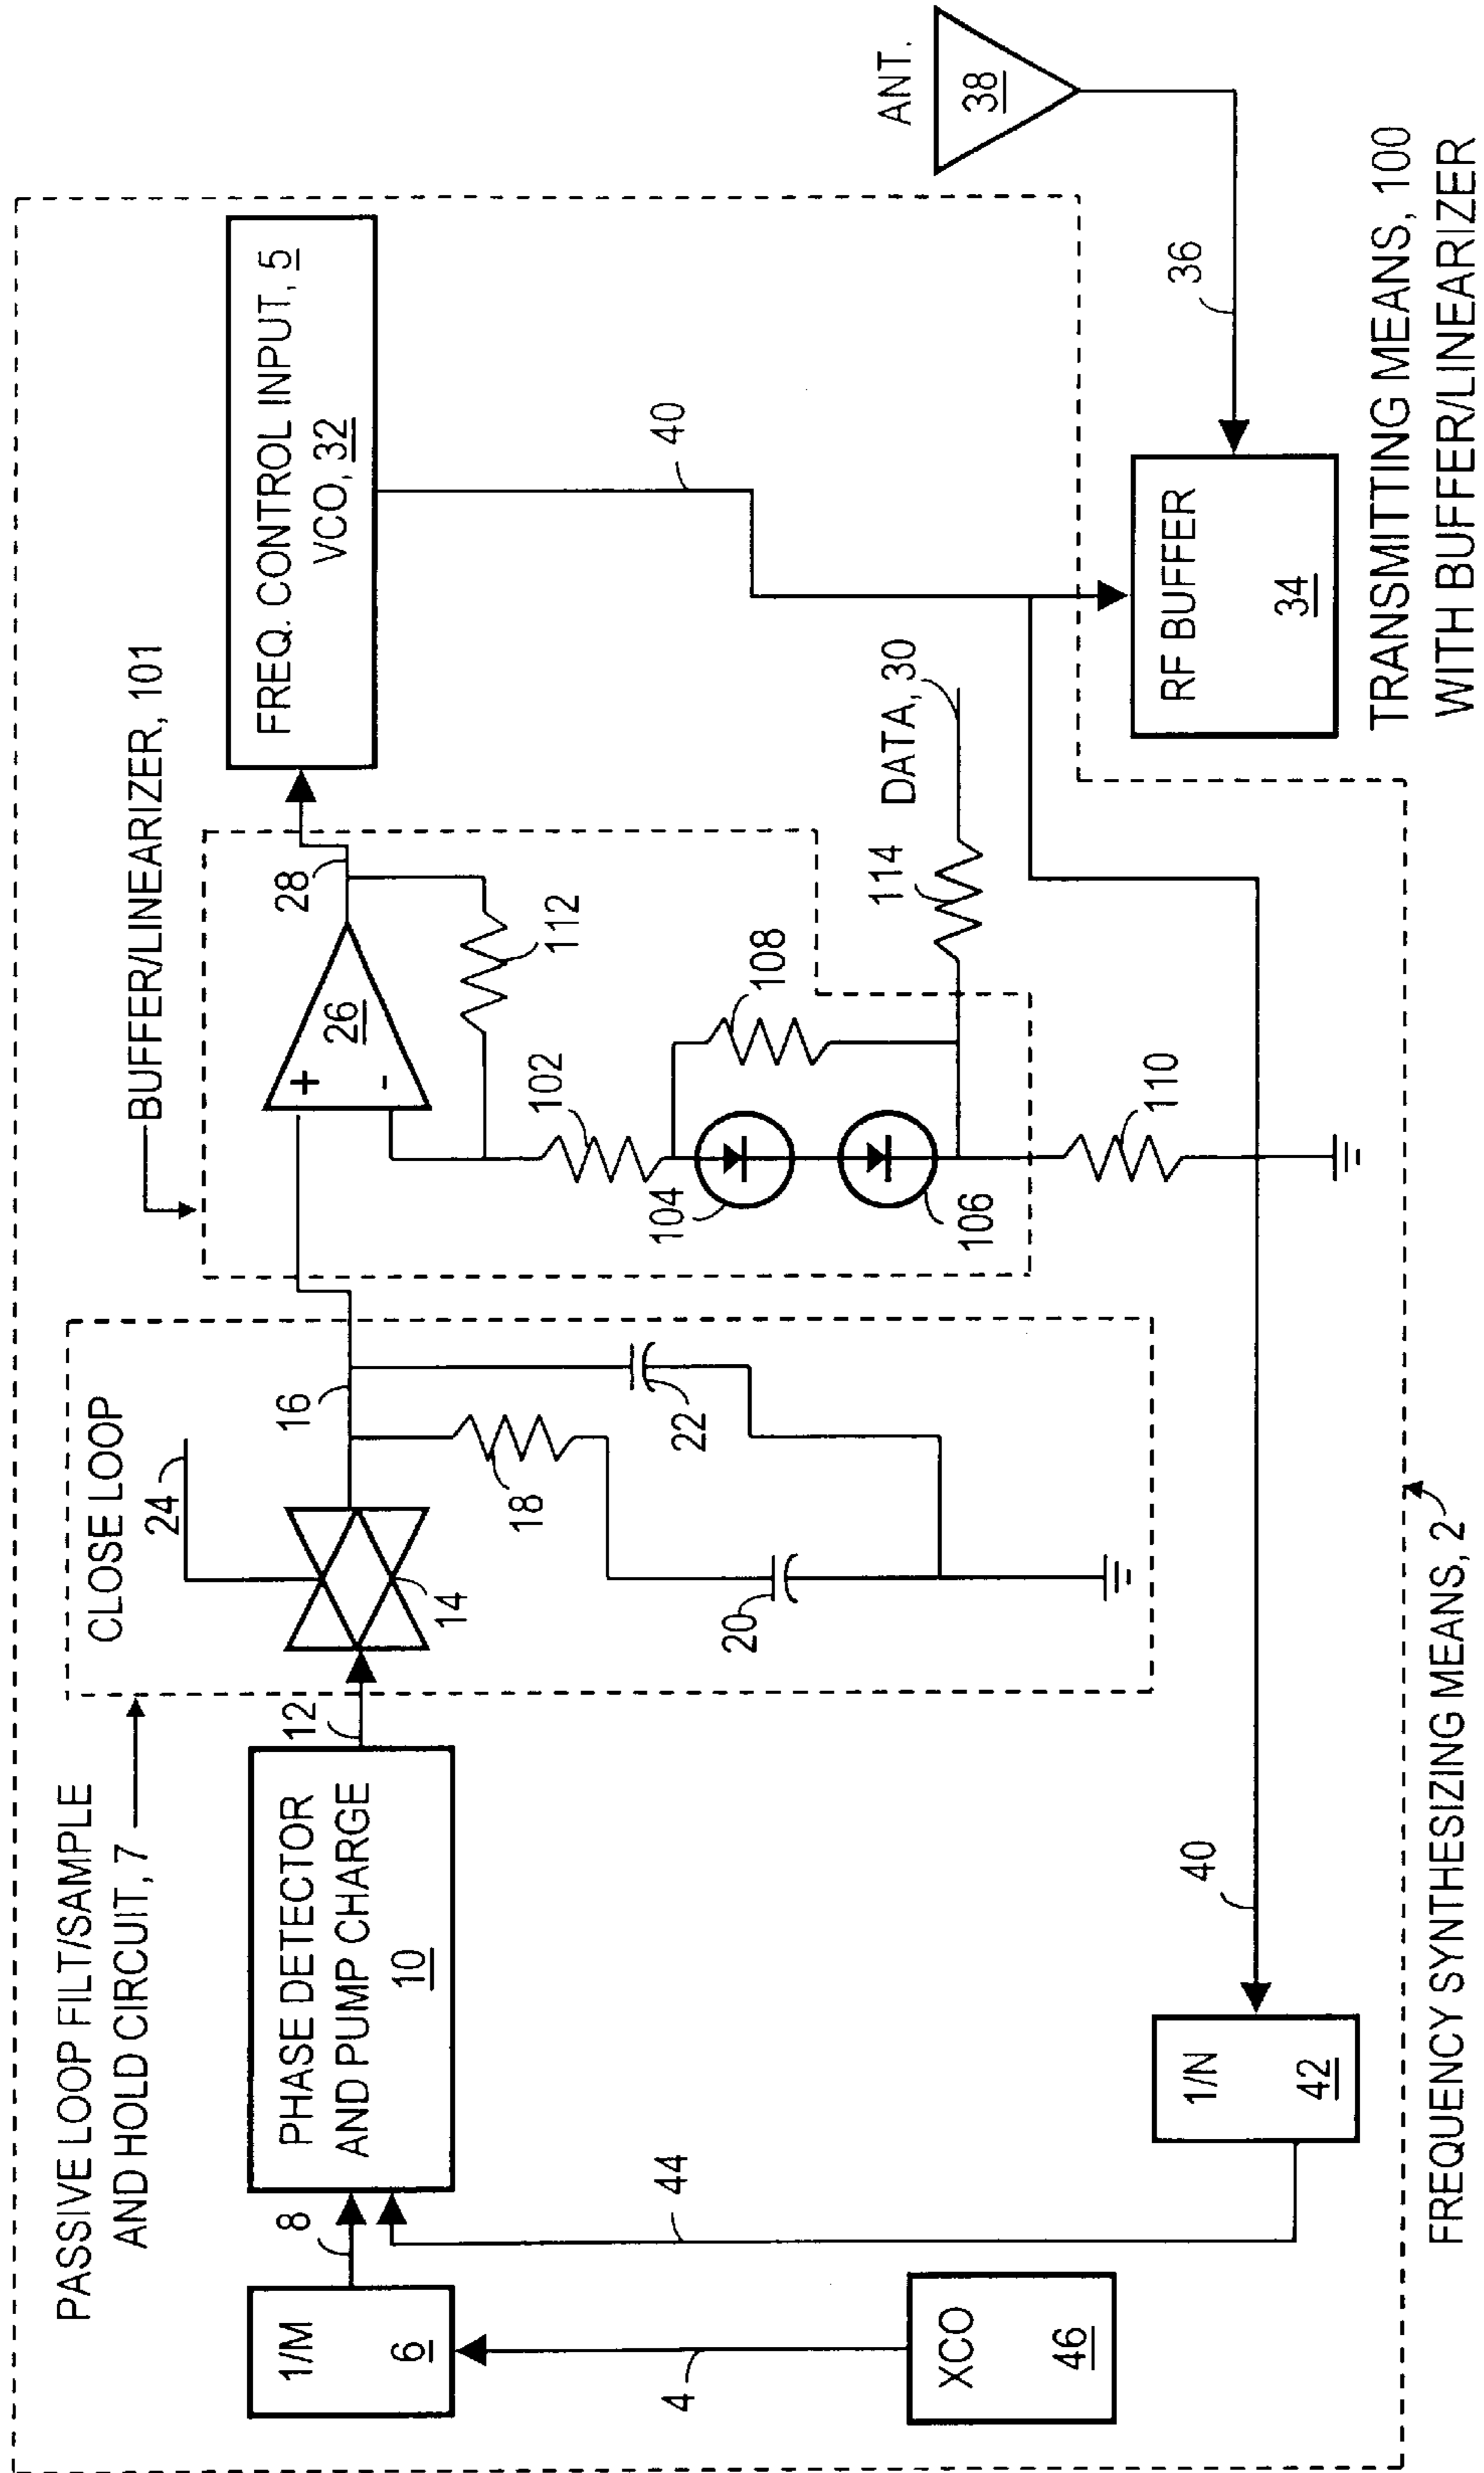 PASSIVE LOOP FILT/SAMPLE
AND HOLD CIRCUIT, 7
CLOSE LOOP
24
BUFFER/LINEARIZER, 101
1/M
6
8
PHASE DETECTOR
AND PUMP CHARGE
10
12
14
16
18
20
22
+
-
26
28
112
102
104
106
108
110
114
DATA, 30
FREQ. CONTROL INPUT, 5
VCO, 32
40
ANT.
38
36
RF BUFFER
34
4
XCO
46
44
1/N
42
40
FREQUENCY SYNTHESIZING MEANS, 2
TRANSMITTING MEANS, 100
WITH BUFFER/LINEARIZER